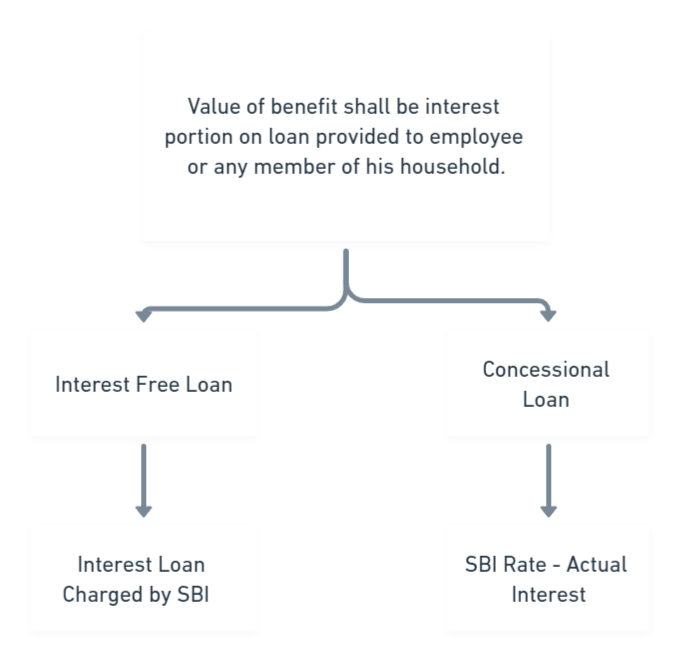 Value of benefit shall be interest
portion on loan provided to employee
or any member of his household.
Interest Free Loan
Concessional
Loan
Interest Loan
Charged by SBI
SBI Rate - Actual
Interest